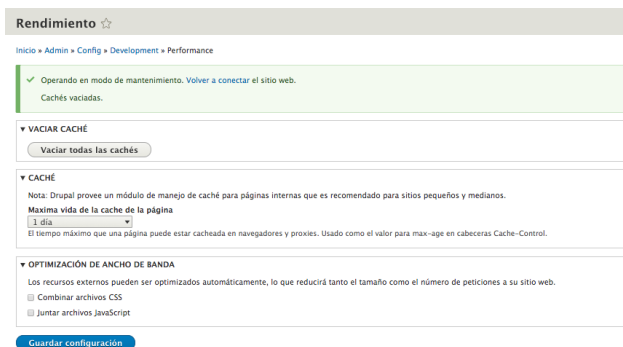 Rendimiento
Inicio » Admin » Config » Development » Performance
Operando en modo de mantenimiento. Volver a conectar el sitio web.
Cachés vaciadas.
▼ VACIAR CACHÉ
Vaciar todas las cachés
▼ CACHÉ
Nota: Drupal provee un módulo de manejo de caché para páginas internas que es recomendado para sitios pequeños y medianos.
Maxima vida de la cache de la página
1 día
El tiempo máximo que una página puede estar cacheada en navegadores y proxies. Usado como el valor para max-age en cabeceras Cache-Control.
▼ OPTIMIZACIÓN DE ANCHO DE BANDA
Los recursos externos pueden ser optimizados automáticamente, lo que reducirá tanto el tamaño como el número de peticiones a su sitio web.
Combinar archivos CSS
Juntar archivos JavaScript
Guardar configuración